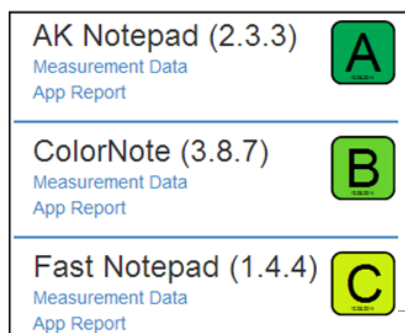 AK Notepad (2.3.3)
A
Measurement Data
App Report
ColorNote (3.8.7)
B
Measurement Data
App Report
Fast Notepad (1.4.4)
C
Measurement Data
App Report